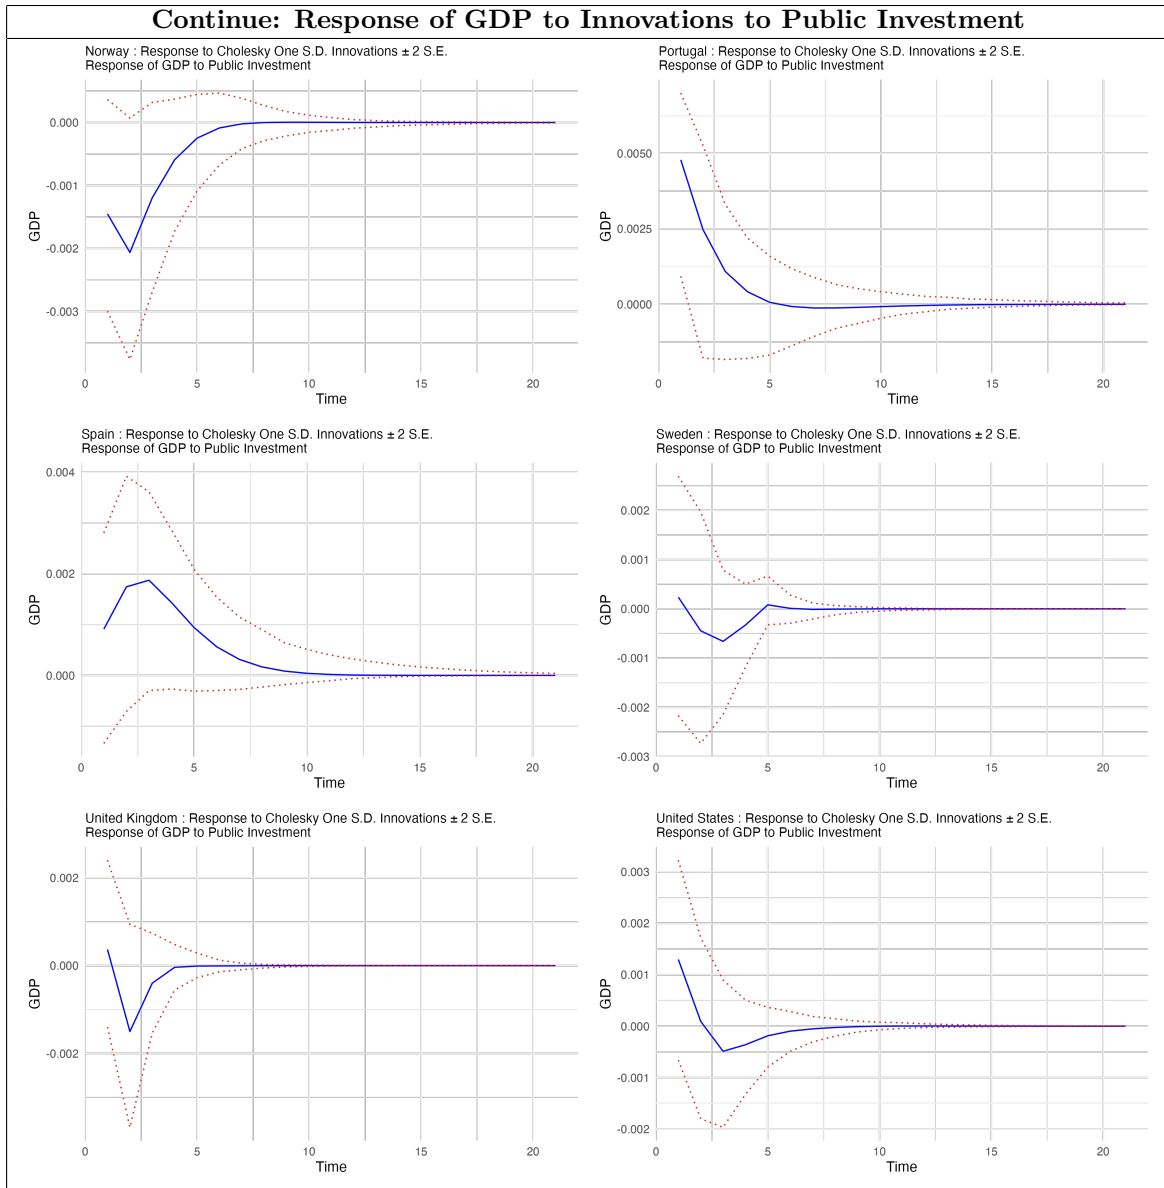 Continue: Response of GDP to Innovations to Public Investment
Norway : Response to Cholesky One S.D. Innovations ± 2 S.E.
Response of GDP to Public Investment
0.000
-0.001
-0.002
-0.003
GDP
0
5
10
15
20
Time
Portugal : Response to Cholesky One S.D. Innovations ± 2 S.E.
Response of GDP to Public Investment
0.0050
0.0025
0.0000
GDP
0
5
10
15
20
Time
Spain : Response to Cholesky One S.D. Innovations ± 2 S.E.
Response of GDP to Public Investment
0.004
0.002
0.000
GDP
0
5
10
15
20
Time
Sweden : Response to Cholesky One S.D. Innovations ± 2 S.E.
Response of GDP to Public Investment
0.002
0.001
0.000
-0.001
-0.002
-0.003
GDP
0
5
10
15
20
Time
United Kingdom : Response to Cholesky One S.D. Innovations ± 2 S.E.
Response of GDP to Public Investment
0.002
0.000
-0.002
GDP
0
5
10
15
20
Time
United States : Response to Cholesky One S.D. Innovations ± 2 S.E.
Response of GDP to Public Investment
0.003
0.002
0.001
0.000
-0.001
-0.002
GDP
0
5
10
15
20
Time